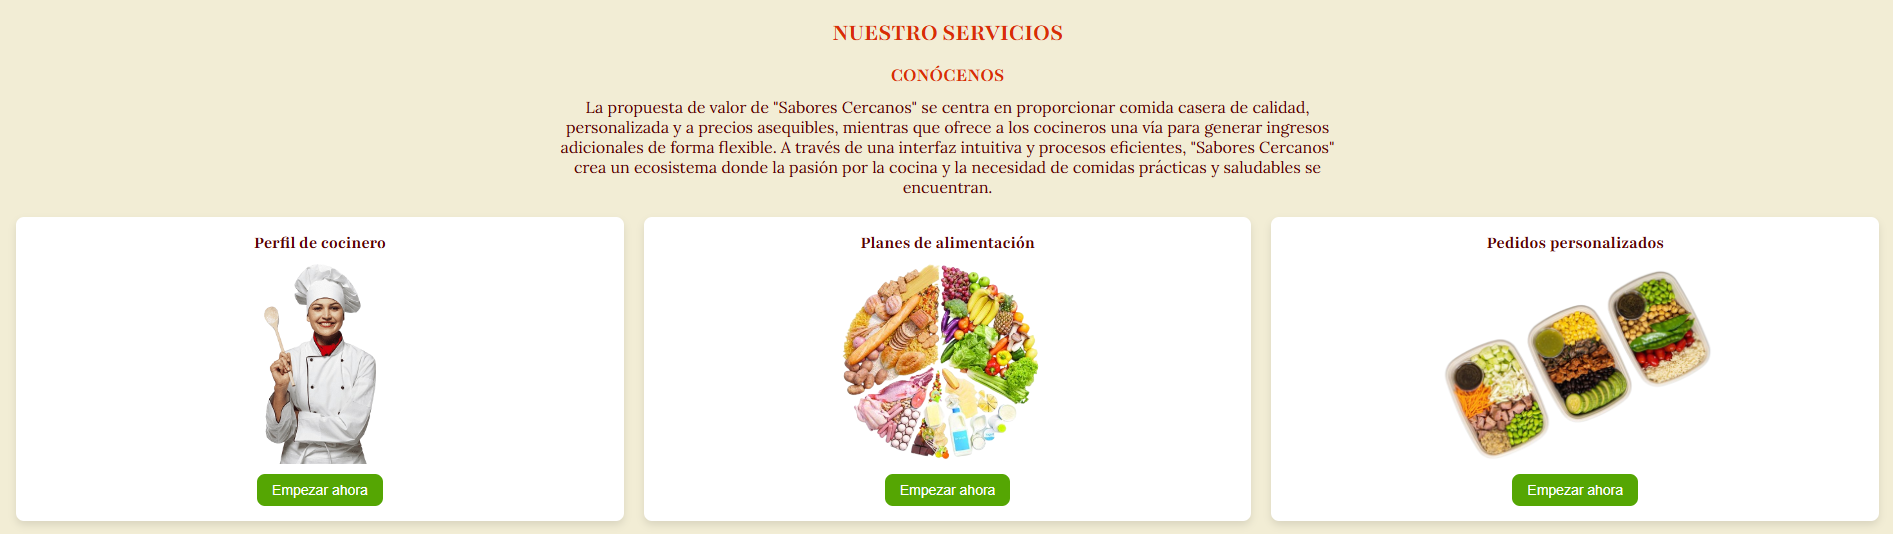 NUESTRO SERVICIOS
CONÓCENOS
La propuesta de valor de "Sabores Cercanos" se centra en proporcionar comida casera de calidad,
personalizada y a precios asequibles, mientras que ofrece a los cocineros una vía para generar ingresos
adicionales de forma flexible. A través de una interfaz intuitiva y procesos eficientes, "Sabores Cercanos"
crea un ecosistema donde la pasión por la cocina y la necesidad de comidas prácticas y saludables se
encuentran.
Perfil de cocinero
Planes de alimentación
Pedidos personalizados
Empezar ahora
Empezar ahora
Empezar ahora